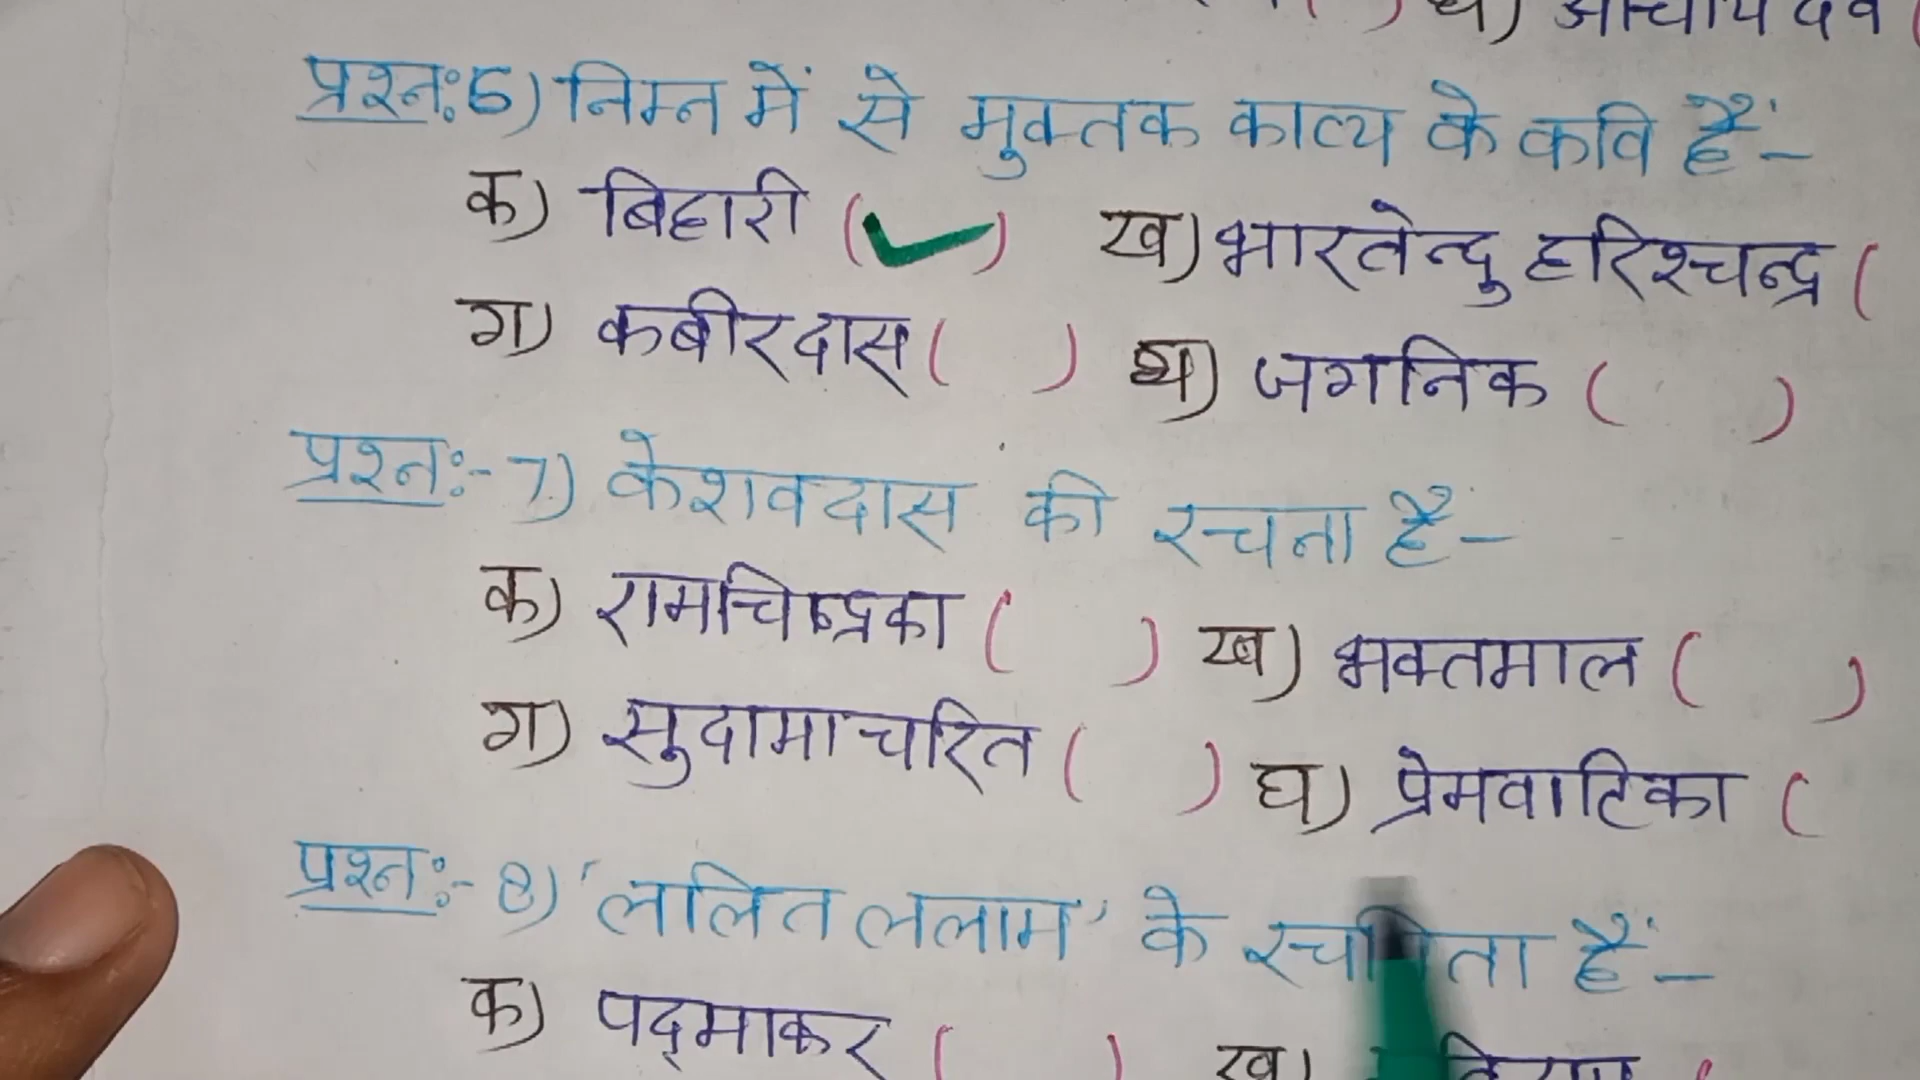 घ) आचार्य देव (
प्रश्न:6) निम्न में से मुक्तक काव्य के कवि हैं-
क) बिहारी (✓) ख) भारतेन्दु हरिश्चन्द्र (
ग) कबीरदास ( ) घ) जगनिक ( )
प्रश्न:-7) केशवदास की रचना है-
क) रामचन्द्रिका ( ) ख) भक्तमाल ( )
ग) सुदामाचरित ( ) घ) प्रेमवाटिका (
प्रश्न:-8) 'ललित ललाम' के रचयिता हैं-
क) पद्माकर ( ) ख)